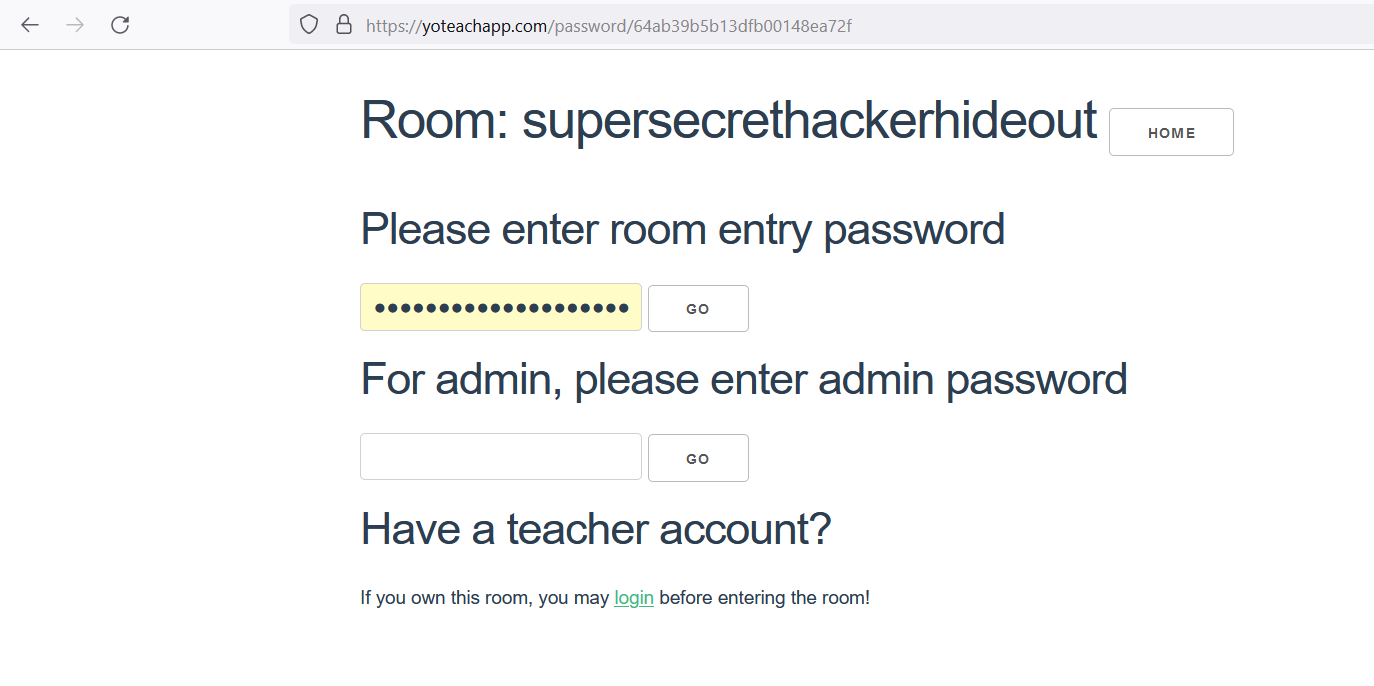 https://yoteachapp.com/password/64ab39b5b13dfb00148ea72f
Room: supersecrethackerhideout HOME
Please enter room entry password
●●●●●●●●●●●●●●●●●●●● GO
For admin, please enter admin password
GO
Have a teacher account?
If you own this room, you may login before entering the room!